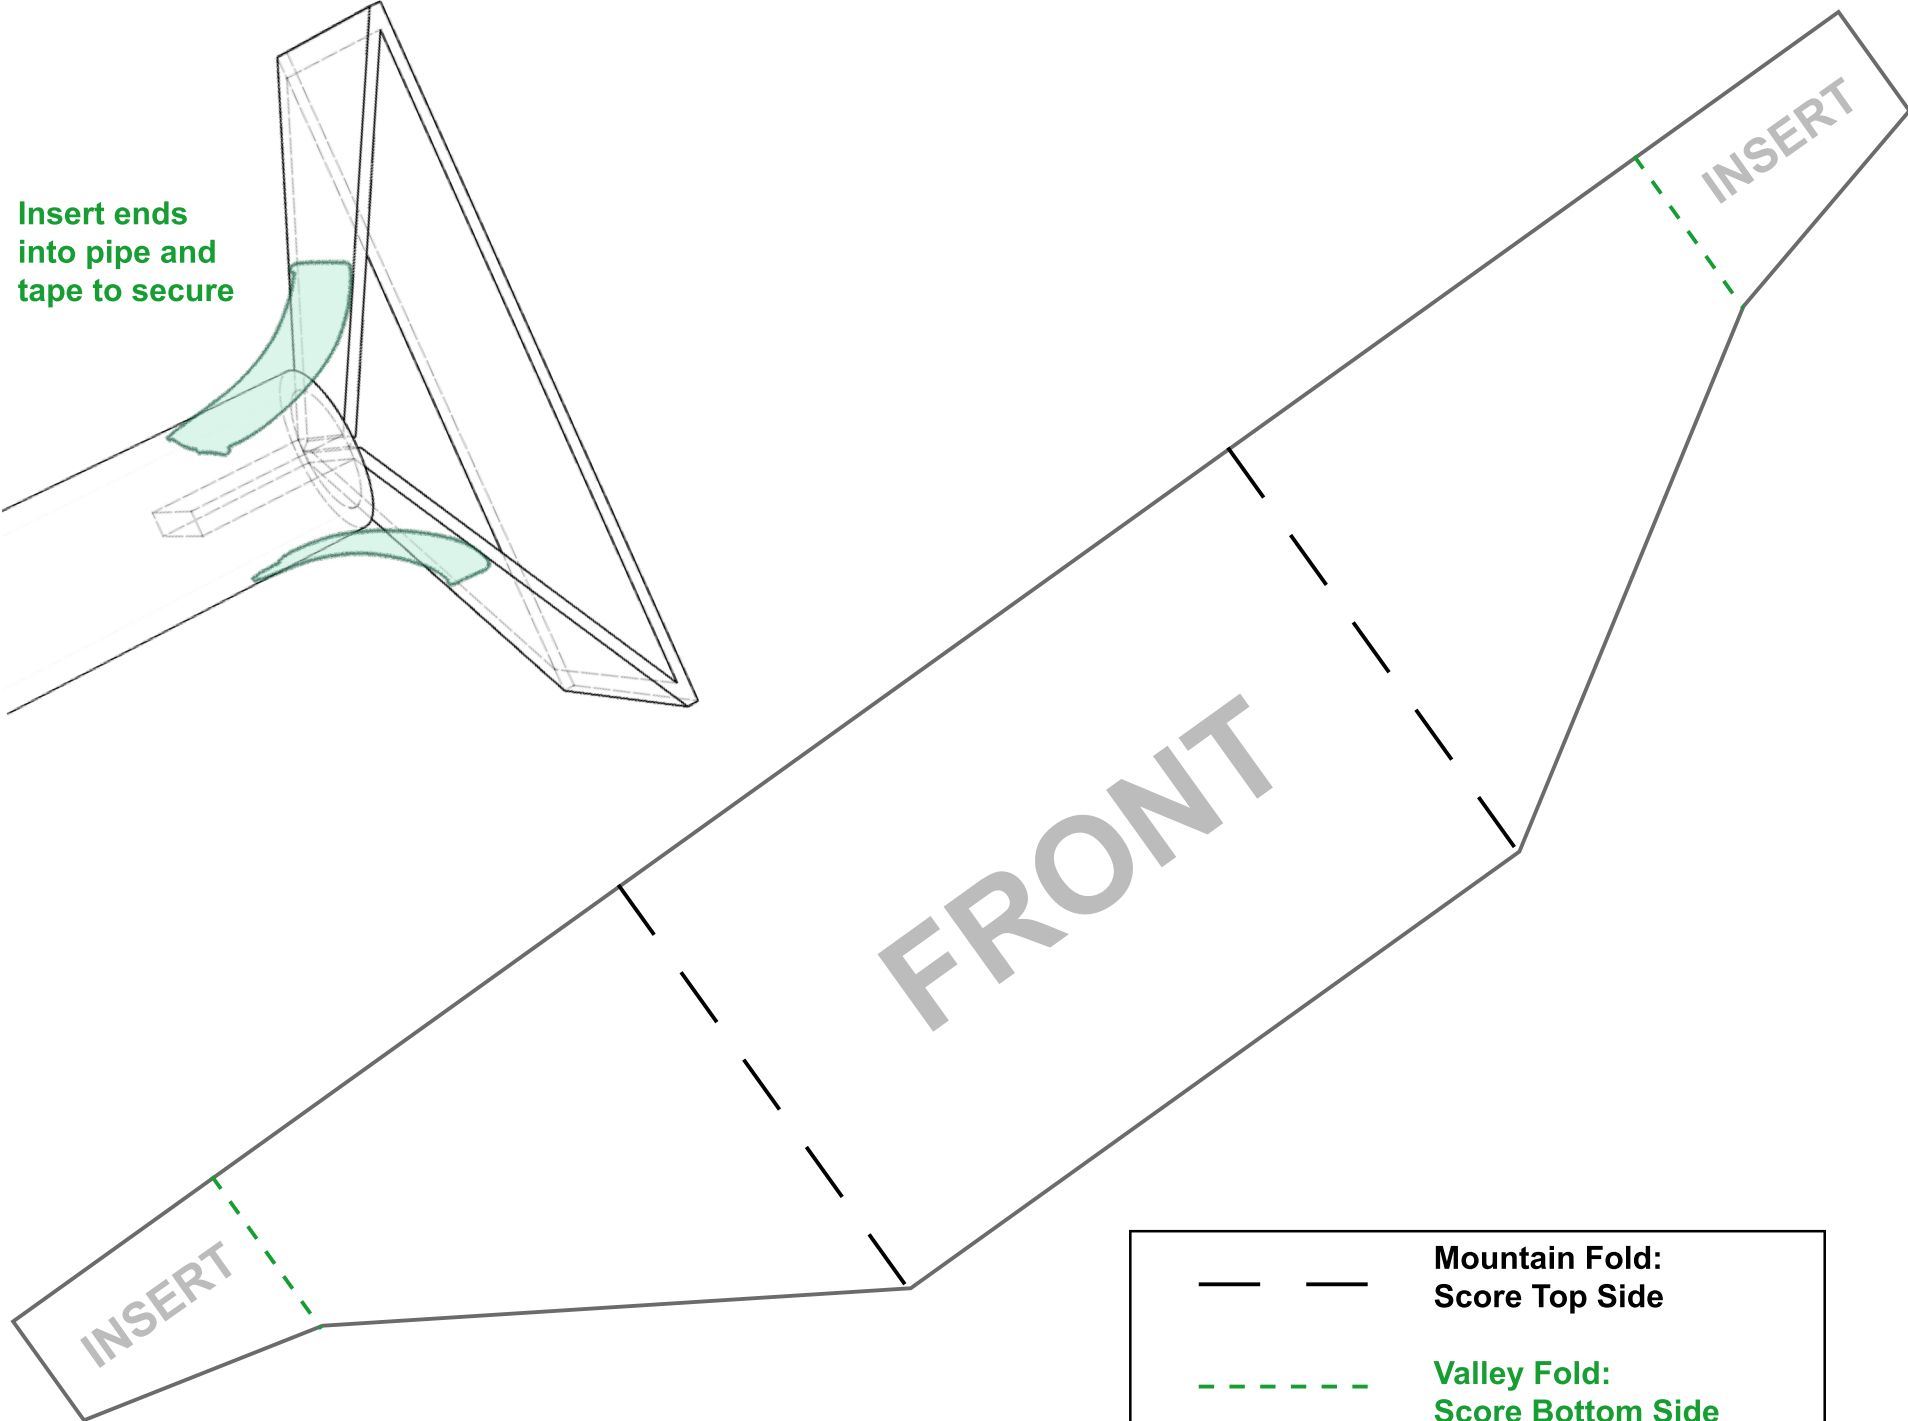 Insert ends
into pipe and
tape to secure
INSERT
FRONT
INSERT
Mountain Fold:
Score Top Side
Valley Fold:
Score Bottom Side